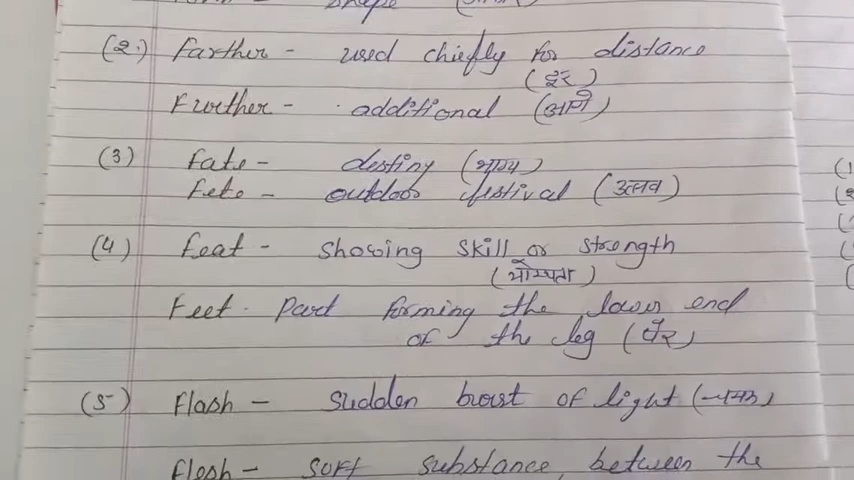 shape
(2.) Farther - used chiefly for distance
(दूर)
Further - additional (आगे)
(3) Fate - destiny (भाग्य)
Fete - outdoor festival (उत्सव)
(4) Feat - showing skill or strength
(योग्यता)
Feet - part forming the lower end
of the leg (पैर)
(5) Flash - sudden burst of light (चमक)
Flesh - soft substance between the